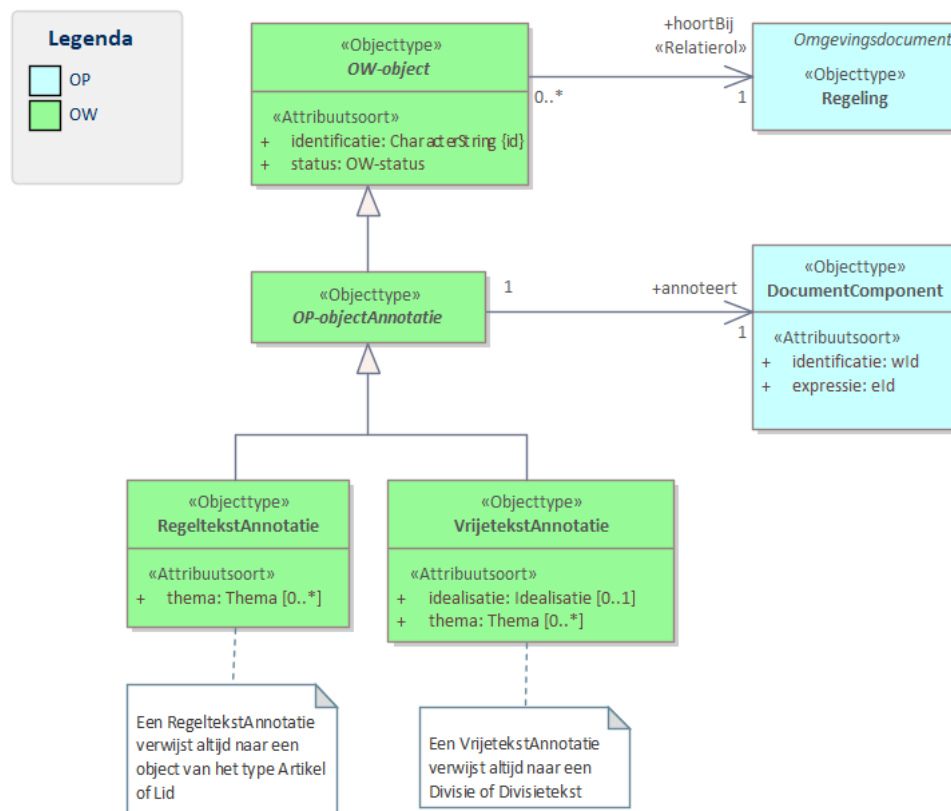 Legenda
OP
OW
«Objecttype»
OW-object
«Attribuutsoort»
+ identificatie: CharacterString {id}
+ status: OW-status
+hoortBij
«Relatierol»
0..*
1
Omgevingsdocument
«Objecttype»
Regeling
«Objecttype»
OP-objectAnnotatie
1
+annoteert
1
«Objecttype»
DocumentComponent
«Attribuutsoort»
+ identificatie: wId
+ expressie: eId
«Objecttype»
RegeltekstAnnotatie
«Attribuutsoort»
+ thema: Thema [0..*]
«Objecttype»
VrijetekstAnnotatie
«Attribuutsoort»
+ idealisatie: Idealisatie [0..1]
+ thema: Thema [0..*]
Een RegeltekstAnnotatie
verwijst altijd naar een
object van het type Artikel
of Lid
Een VrijetekstAnnotatie
verwijst altijd naar een
Divisie of Divisietekst